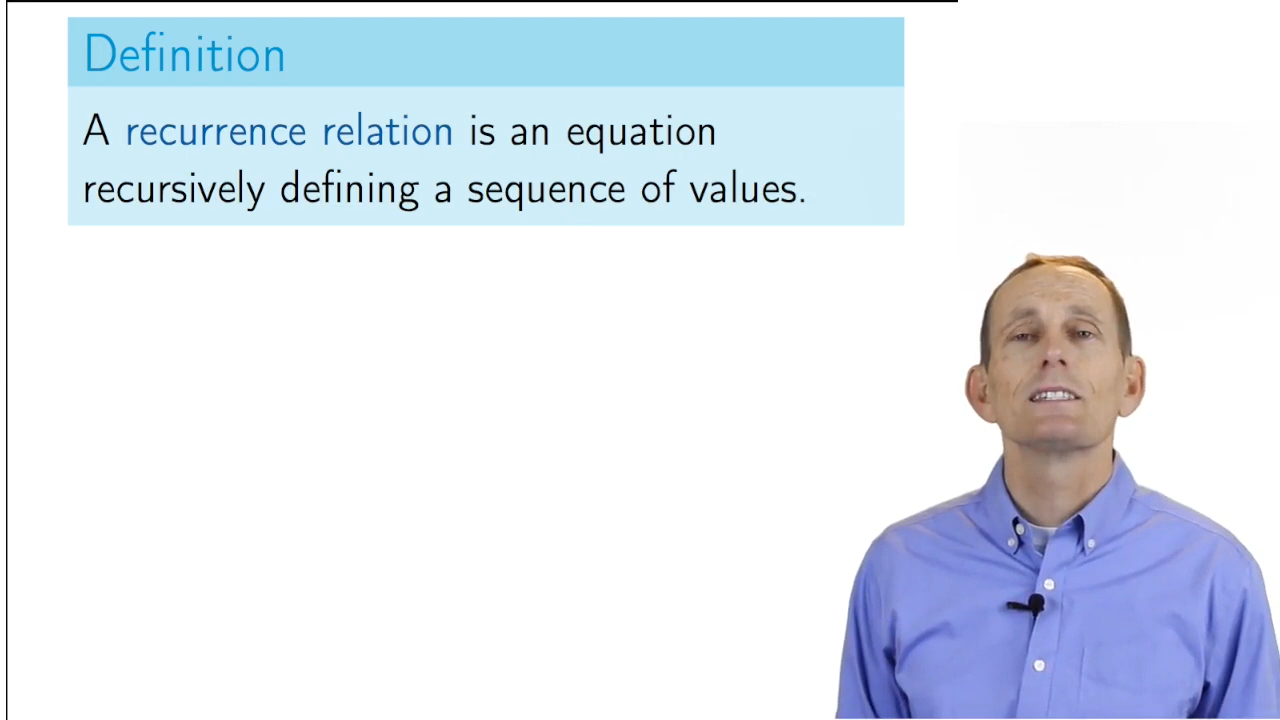 Definition
A recurrence relation is an equation
recursively defining a sequence of values.